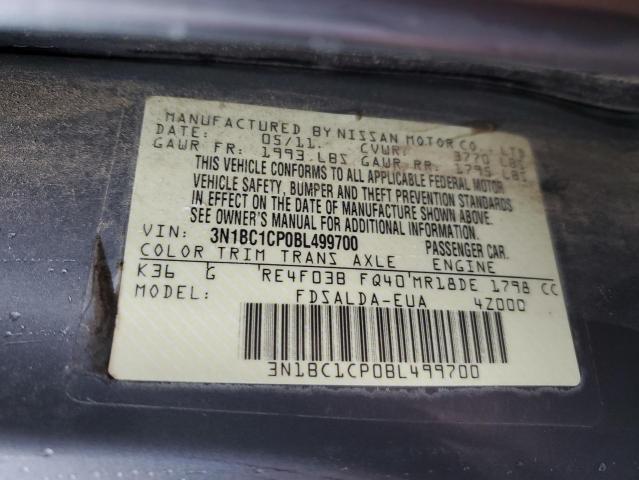 MANUFACTURED BY NISSAN MOTOR CO., LTD
DATE: 05/11. GVWR: 3770 LBS
GAWR FR: 1993 LBS GAWR RR: 1795 LBS
THIS VEHICLE CONFORMS TO ALL APPLICABLE FEDERAL MOTOR
VEHICLE SAFETY, BUMPER AND THEFT PREVENTION STANDARDS
IN EFFECT ON THE DATE OF MANUFACTURE SHOWN ABOVE.
SEE OWNER'S MANUAL FOR ADDITIONAL INFORMATION.
VIN: 3N1BC1CP0BL499700 PASSENGER CAR.
COLOR TRIM TRANS AXLE ENGINE
K36 G RE4F03B FQ40 MR18DE 1798 CC
MODEL: FDSALDA-EUA 4Z000
3N1BC1CP0BL499700